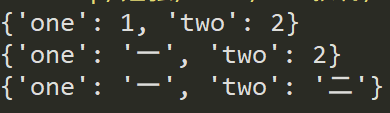 {'one': 1, 'two': 2}
{'one': '一', 'two': 2}
{'one': '一', 'two': '二'}